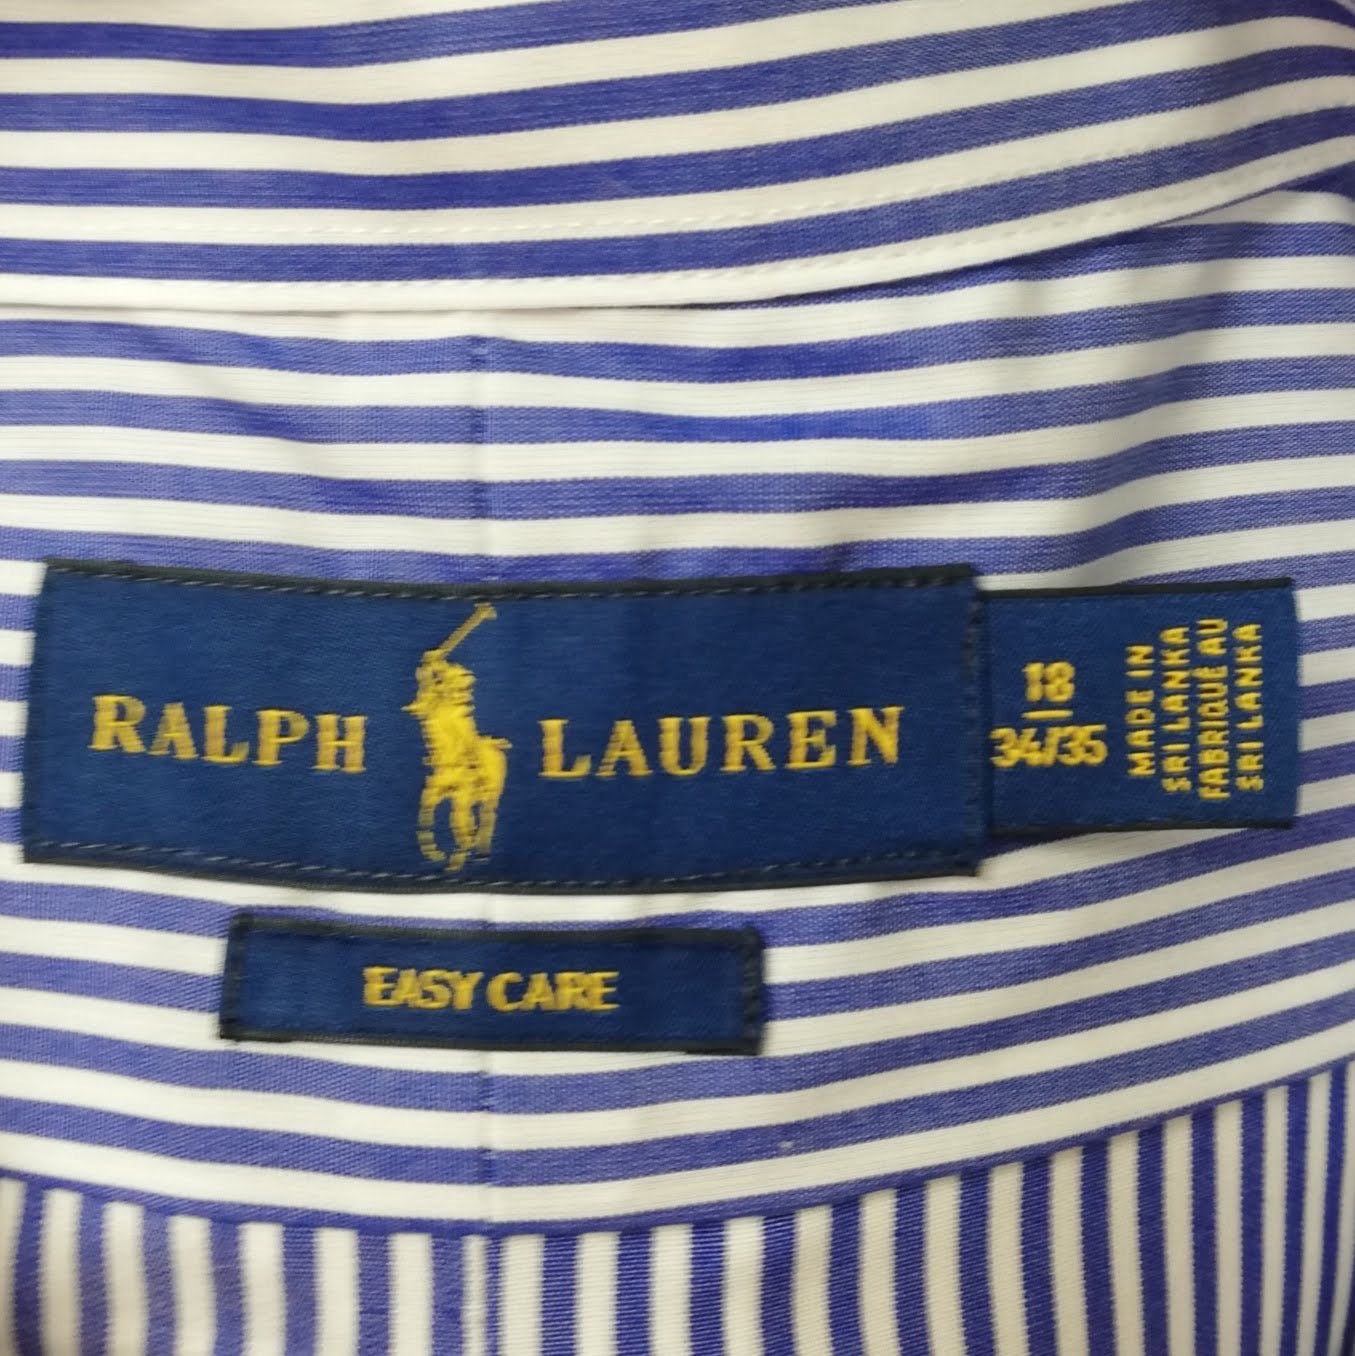 RALPH LAUREN
18
34/35
MADE IN
SRI LANKA
FABRIQUÉ AU
SRI LANKA
EASY CARE